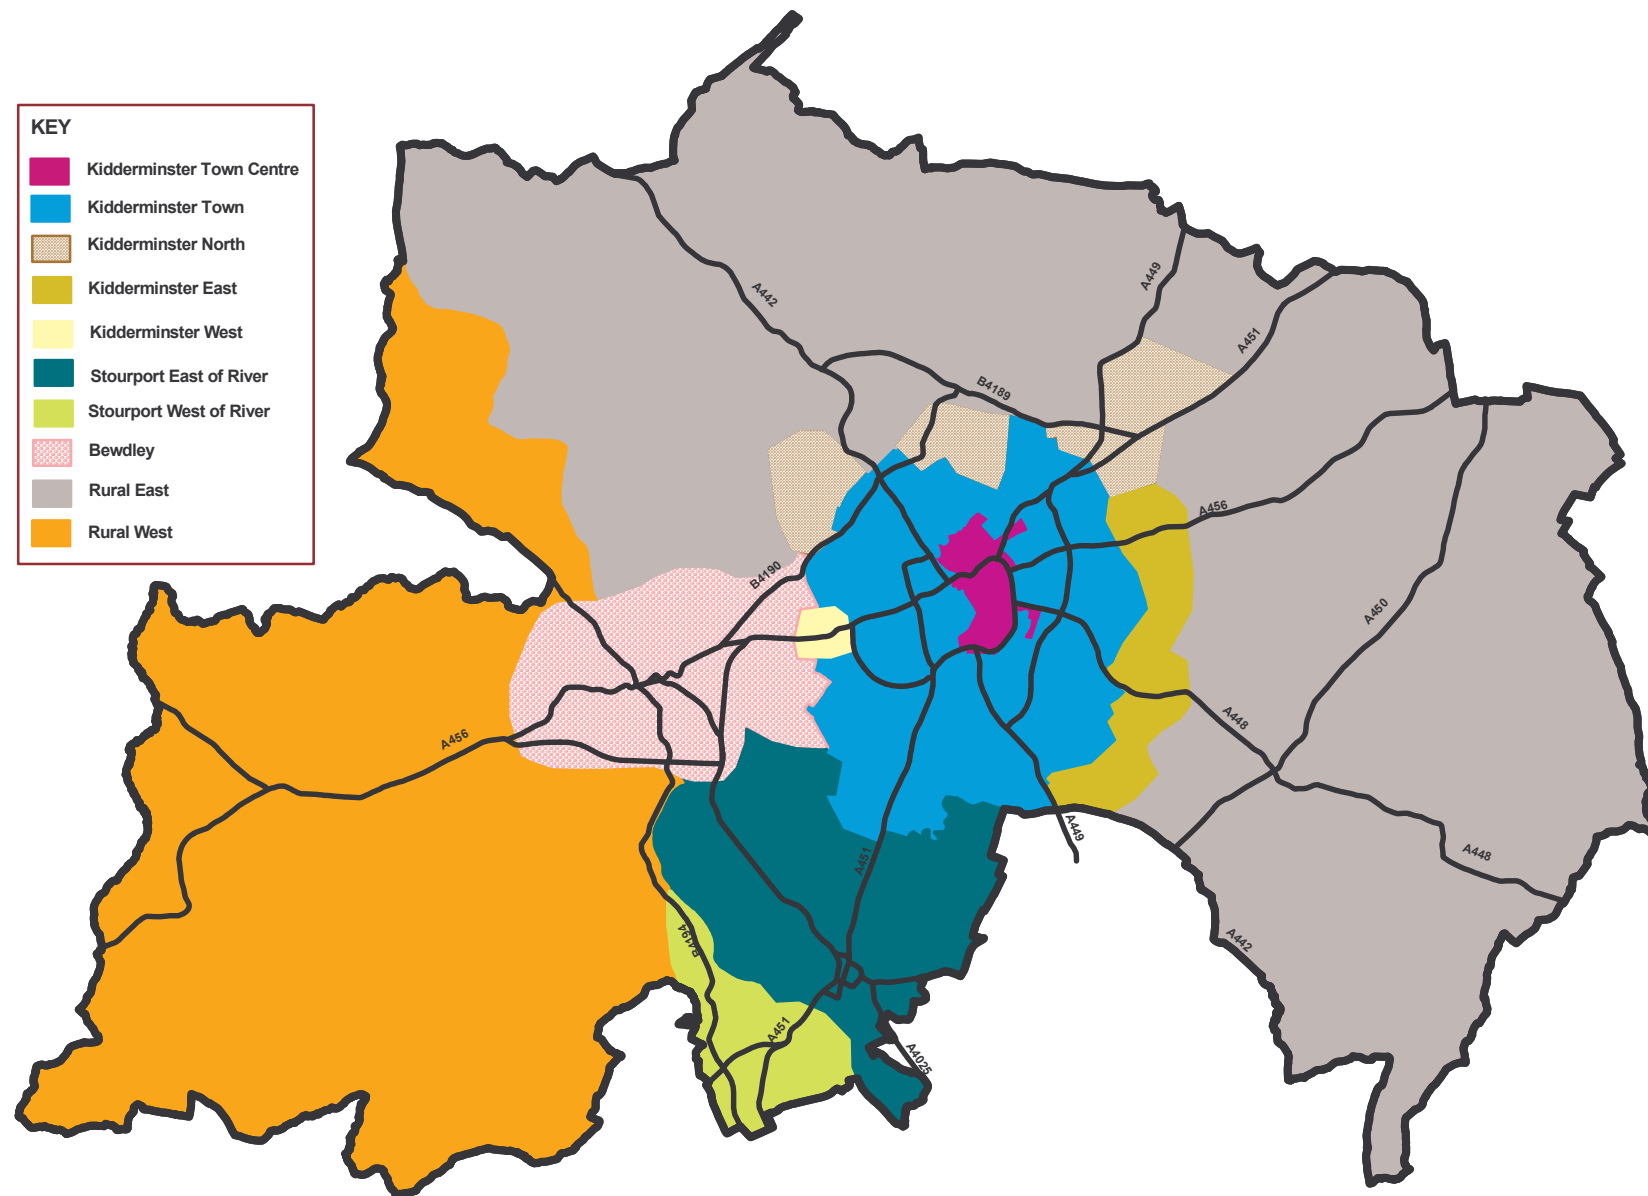 KEY
Kidderminster Town Centre
Kidderminster Town
Kidderminster North
Kidderminster East
Kidderminster West
Stourport East of River
Stourport West of River
Bewdley
Rural East
Rural West
A442
A449
A451
B4189
A456
B4190
A450
A456
A448
A449
A448
A451
B4194
A442
A451
A4025